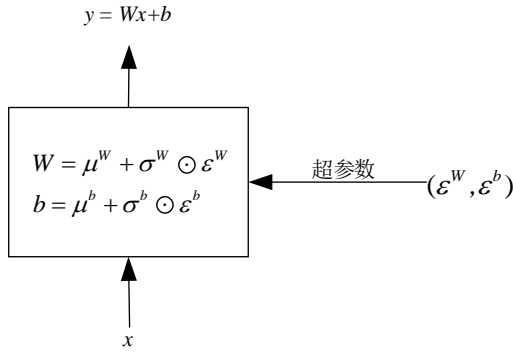 y = Wx+b
W = μ^W + σ^W ⊙ ε^W
b = μ^b + σ^b ⊙ ε^b
超参数
(ε^W, ε^b)
x